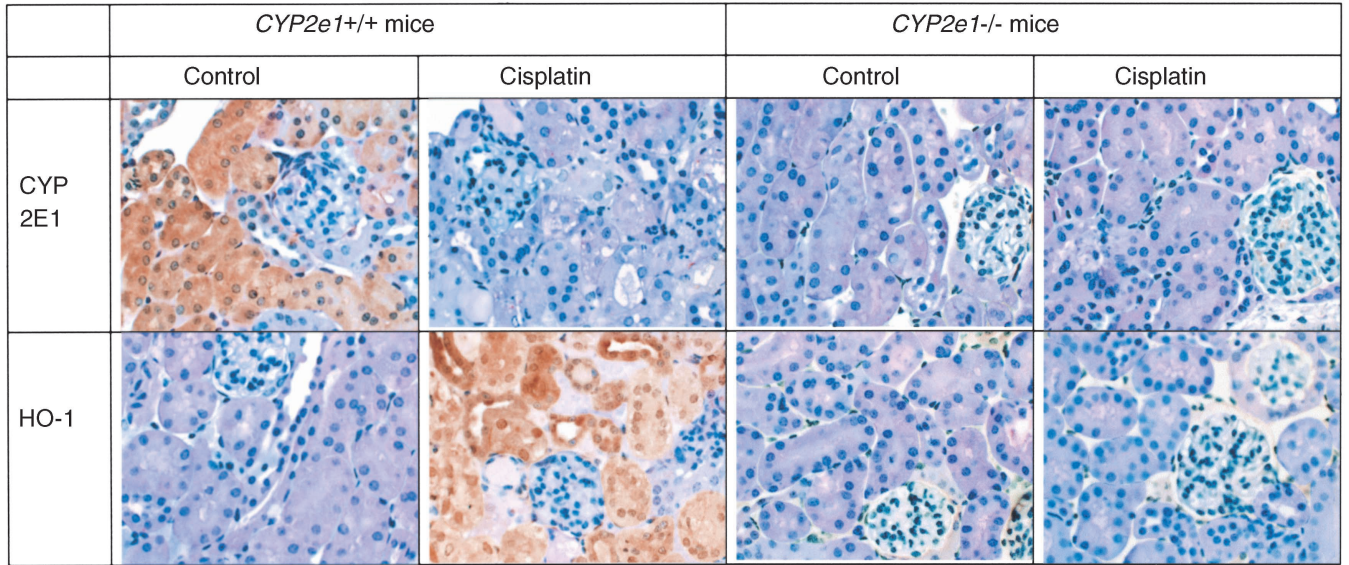 CYP2e1+/+ mice
CYP2e1-/- mice
Control
Cisplatin
Control
Cisplatin
CYP
2E1
HO-1